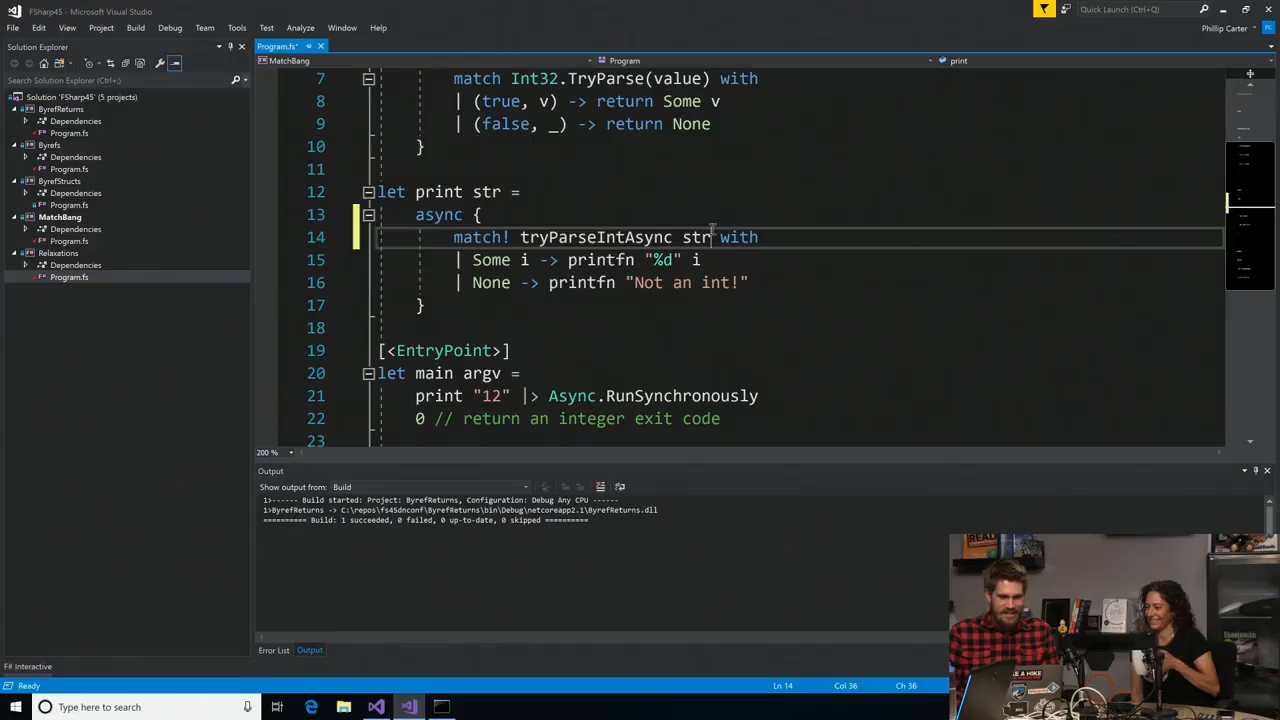 FSharp45 - Microsoft Visual Studio
Quick Launch (Ctrl+Q)
File Edit View Project Build Debug Team Tools Test Analyze Window Help
Phillip Carter
PC
Solution Explorer
Program.fs*
MatchBang
Program
print
Search Solution Explorer (Ctrl+;)
Solution 'FSharp45' (5 projects)
ByrefReturns
Dependencies
Program.fs
Byrefs
Dependencies
Program.fs
ByrefStructs
Dependencies
Program.fs
MatchBang
Dependencies
Program.fs
Relaxations
Dependencies
Program.fs
7 match Int32.TryParse(value) with
8 | (true, v) -> return Some v
9 | (false, _) -> return None
10 }
11
12 let print str =
13 async {
14 match! tryParseIntAsync str with
15 | Some i -> printfn "%d" i
16 | None -> printfn "Not an int!"
17 }
18
19 [<EntryPoint>]
20 let main argv =
21 print "12" |> Async.RunSynchronously
22 0 // return an integer exit code
23
200 %
Output
Show output from: Build
1>------ Build started: Project: ByrefReturns, Configuration: Debug Any CPU ------
1>ByrefReturns -> C:\repos\fs45dnconf\ByrefReturns\bin\Debug\netcoreapp2.1\ByrefReturns.dll
========== Build: 1 succeeded, 0 failed, 0 up-to-date, 0 skipped ==========
Error List Output
F# Interactive
Ready
Ln 14 Col 36 Ch 36
Type here to search
READ
TAKE A HIKE